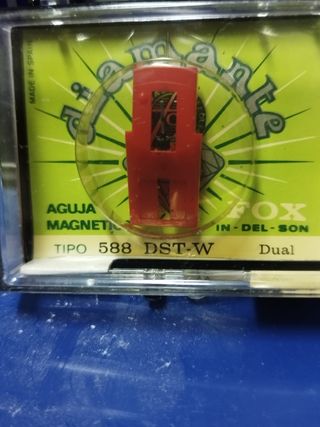 MADE IN SPAIN
diamante
AGUJA
MAGNETIC
FOX
IN-DEL-SON
TIPO 588 DST-W Dual